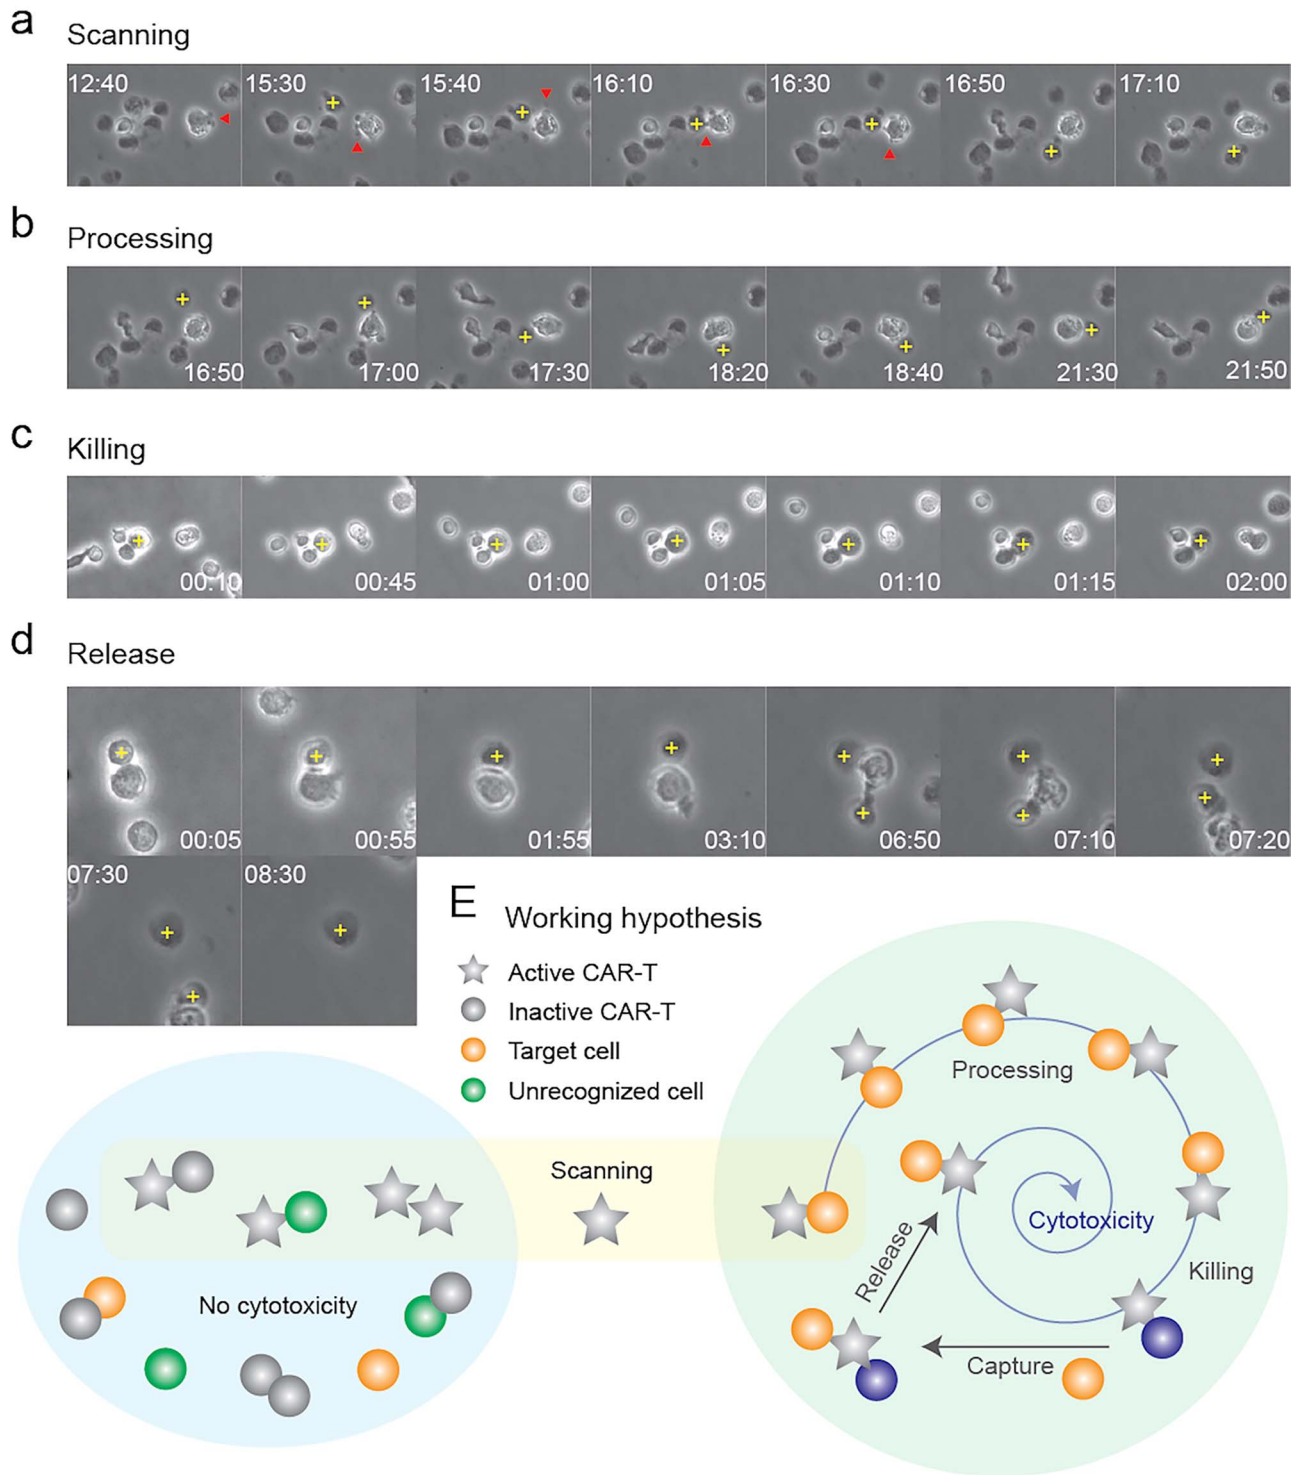 a
Scanning
12:40
15:30
15:40
16:10
16:30
16:50
17:10
b
Processing
16:50
17:00
17:30
18:20
18:40
21:30
21:50
c
Killing
00:10
00:45
01:00
01:05
01:10
01:15
02:00
d
Release
00:05
00:55
01:55
03:10
06:50
07:10
07:20
07:30
08:30
E
Working hypothesis
Active CAR-T
Inactive CAR-T
Target cell
Unrecognized cell
No cytotoxicity
Scanning
Processing
Cytotoxicity
Killing
Release
Capture